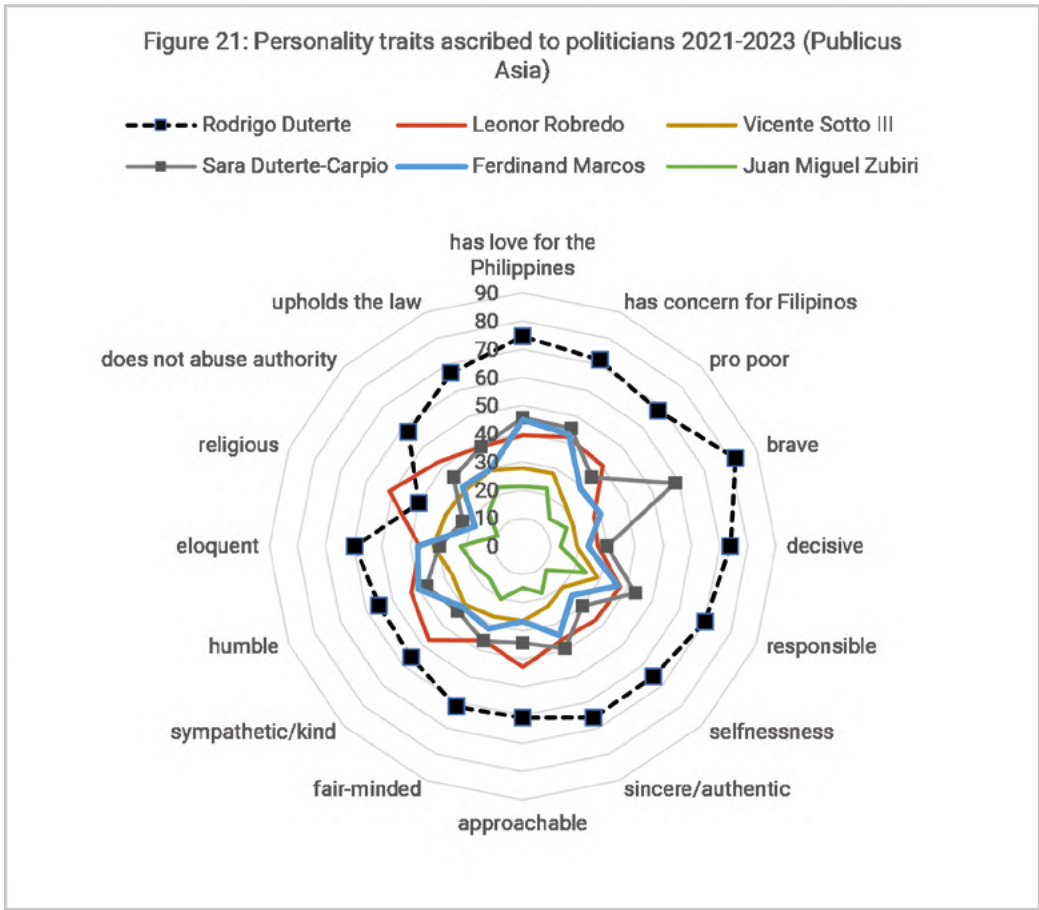 Figure 21: Personality traits ascribed to politicians 2021-2023 (Publicus
Asia)
Rodrigo Duterte
Leonor Robredo
Vicente Sotto III
Sara Duterte-Carpio
Ferdinand Marcos
Juan Miguel Zubiri
has love for the
Philippines
upholds the law
has concern for Filipinos
does not abuse authority
pro poor
religious
brave
eloquent
decisive
humble
responsible
sympathetic/kind
selfnessness
fair-minded
sincere/authentic
approachable
90
80
70
60
50
40
30
20
10
0